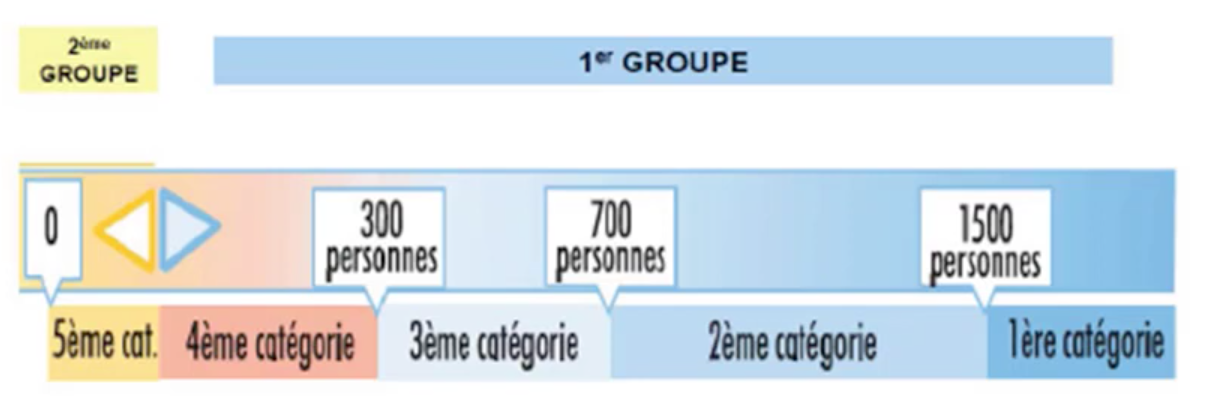 2ème
GROUPE
1er GROUPE
0
300
personnes
700
personnes
1500
personnes
5ème cat.
4ème catégorie
3ème catégorie
2ème catégorie
1ère catégorie